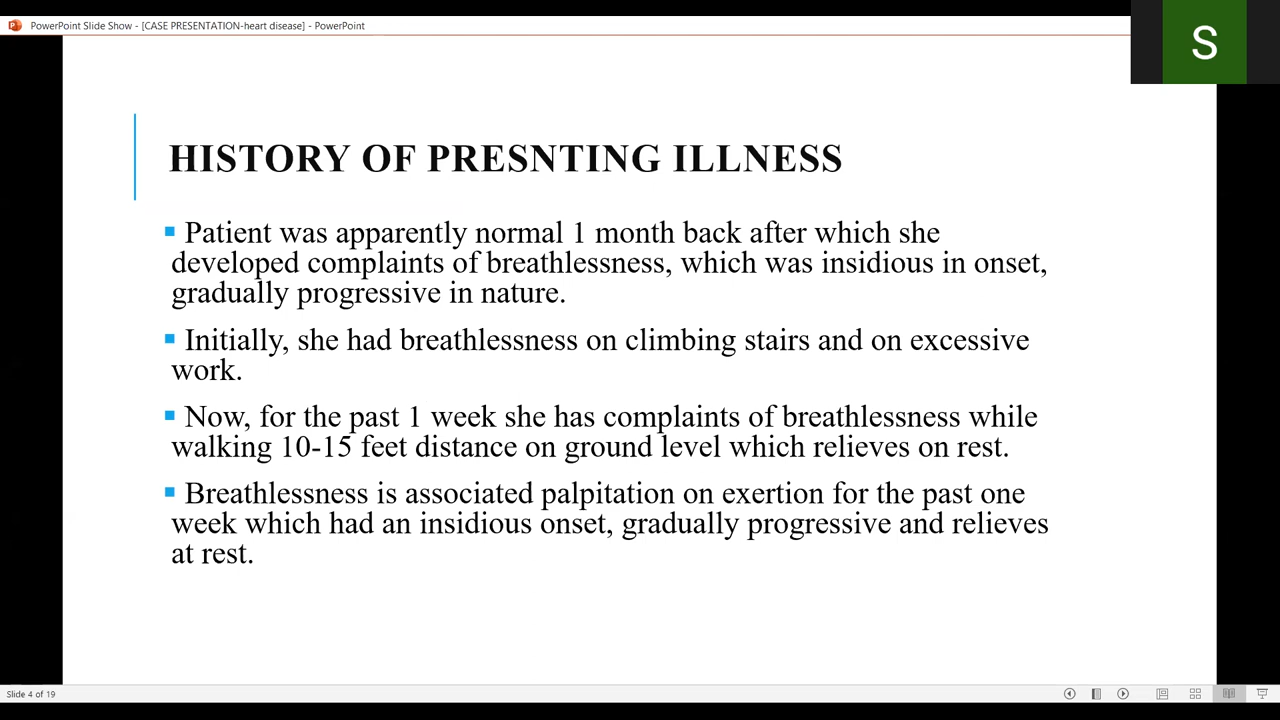 PowerPoint Slide Show - [CASE PRESENTATION-heart disease] - PowerPoint
S
HISTORY OF PRESNTING ILLNESS
Patient was apparently normal 1 month back after which she
developed complaints of breathlessness, which was insidious in onset,
gradually progressive in nature.
Initially, she had breathlessness on climbing stairs and on excessive
work.
Now, for the past 1 week she has complaints of breathlessness while
walking 10-15 feet distance on ground level which relieves on rest.
Breathlessness is associated palpitation on exertion for the past one
week which had an insidious onset, gradually progressive and relieves
at rest.
Slide 4 of 19